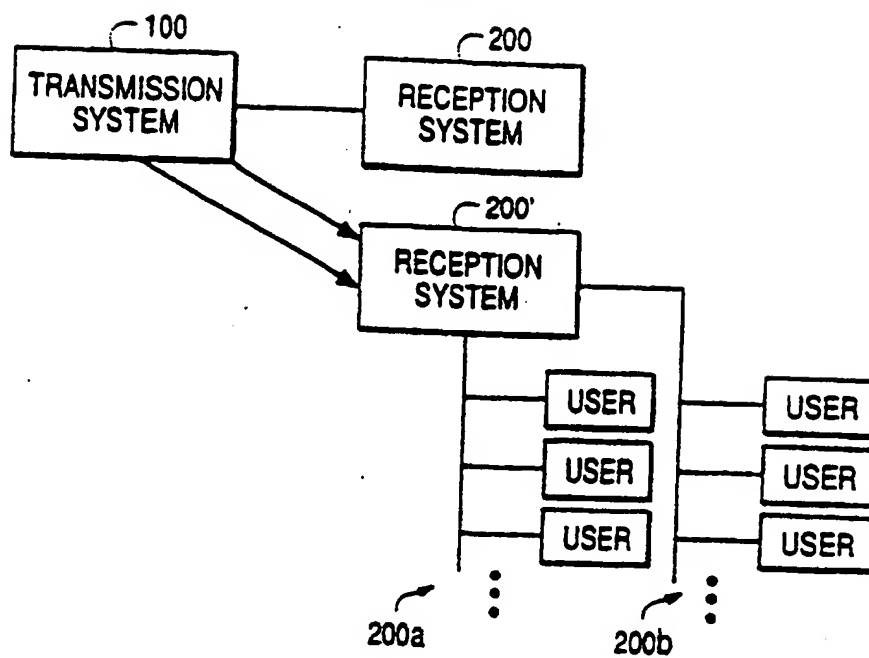 100
TRANSMISSION
SYSTEM
200
RECEPTION
SYSTEM
200'
RECEPTION
SYSTEM
USER
USER
USER
USER
USER
USER
200a
200b